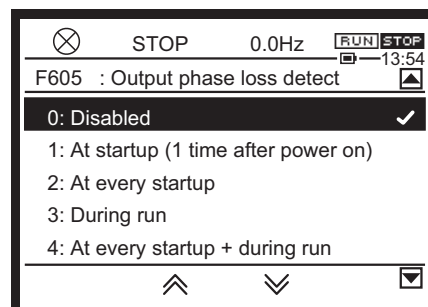 STOP 0.0Hz RUN STOP
13:54
F605 : Output phase loss detect
0: Disabled
1: At startup (1 time after power on)
2: At every startup
3: During run
4: At every startup + during run